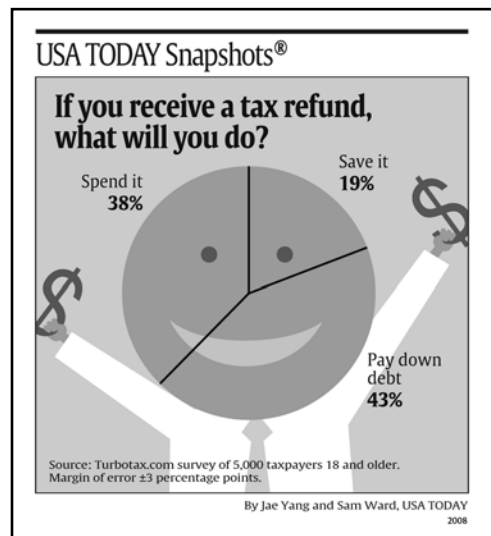 USA TODAY Snapshots®
If you receive a tax refund,
what will you do?
Spend it
38%
Save it
19%
Pay down
debt
43%
Source: Turbotax.com survey of 5,000 taxpayers 18 and older.
Margin of error ±3 percentage points.
By Jae Yang and Sam Ward, USA TODAY
2008